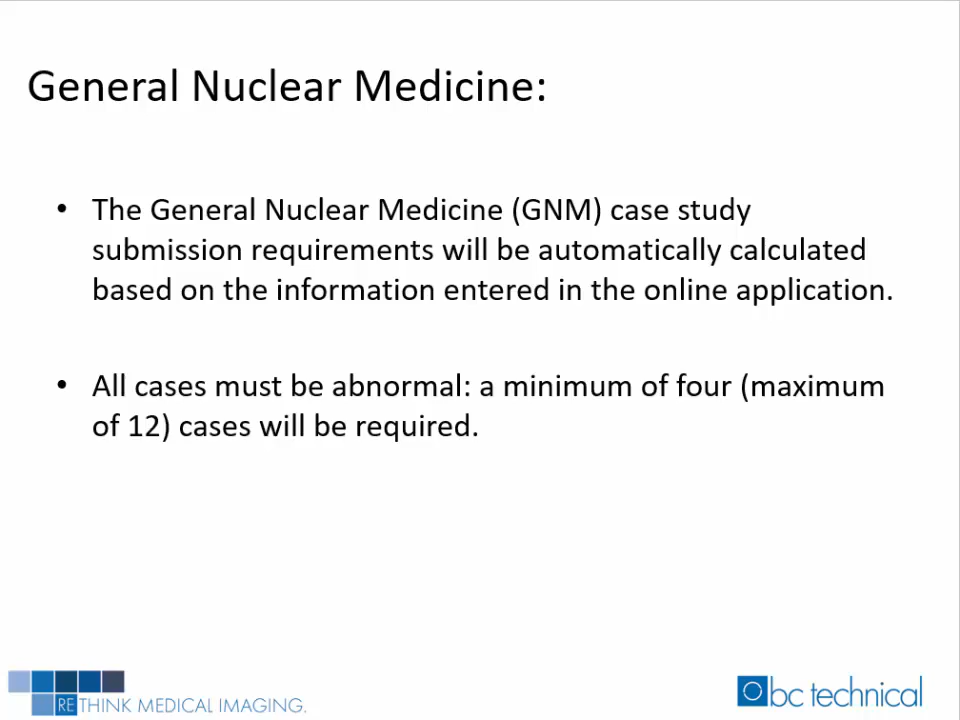 General Nuclear Medicine:
• The General Nuclear Medicine (GNM) case study
submission requirements will be automatically calculated
based on the information entered in the online application.
• All cases must be abnormal: a minimum of four (maximum
of 12) cases will be required.
RETHINK MEDICAL IMAGING.
bc technical